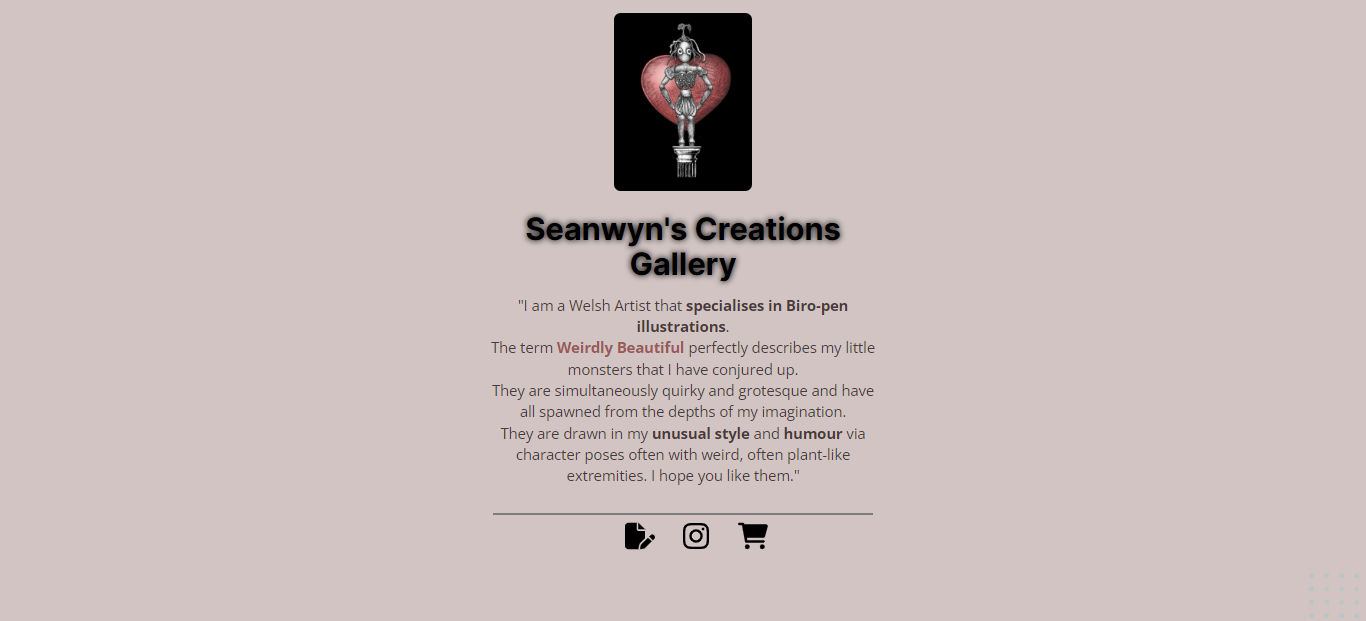 Seanwyn's Creations
Gallery
"I am a Welsh Artist that specialises in Biro-pen
illustrations.
The term Weirdly Beautiful perfectly describes my little
monsters that I have conjured up.
They are simultaneously quirky and grotesque and have
all spawned from the depths of my imagination.
They are drawn in my unusual style and humour via
character poses often with weird, often plant-like
extremities. I hope you like them."